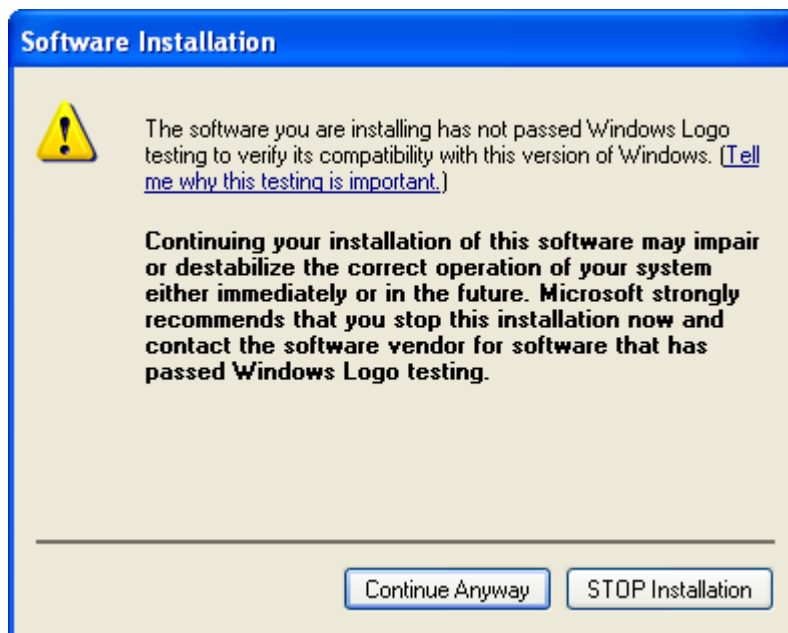 Software Installation
The software you are installing has not passed Windows Logo
testing to verify its compatibility with this version of Windows. (Tell
me why this testing is important.)
Continuing your installation of this software may impair
or destabilize the correct operation of your system
either immediately or in the future. Microsoft strongly
recommends that you stop this installation now and
contact the software vendor for software that has
passed Windows Logo testing.
Continue Anyway
STOP Installation